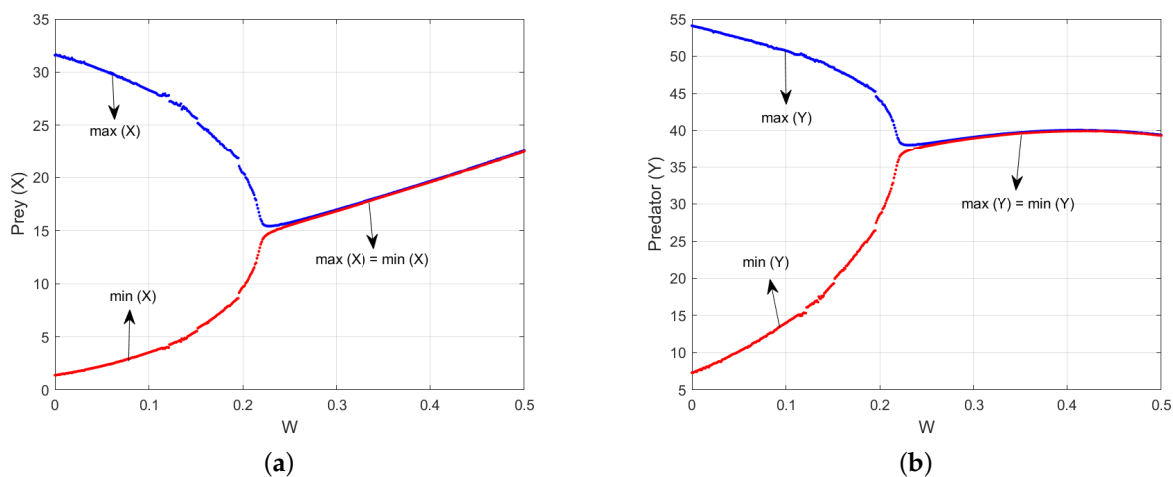 35
30
25
20
15
10
5
0
Prey (X)
max (X)
min (X)
max (X) = min (X)
0 0.1 0.2 0.3 0.4 0.5
W
(a)
55
50
45
40
35
30
25
20
15
10
5
Predator (Y)
max (Y)
min (Y)
max (Y) = min (Y)
0 0.1 0.2 0.3 0.4 0.5
W
(b)